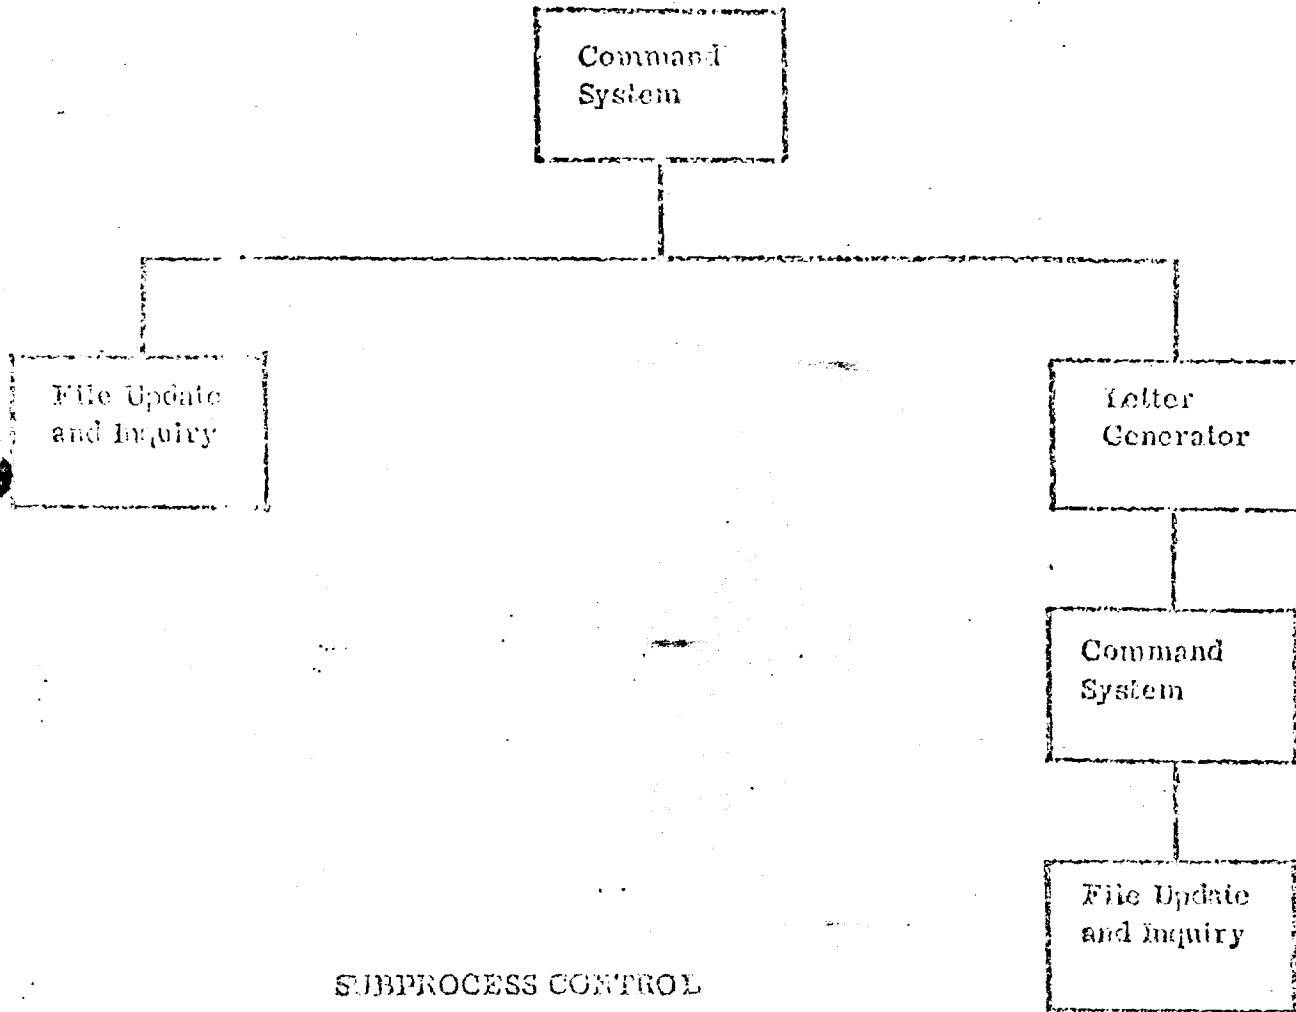 Command
System
File Update
and Inquiry
Letter
Generator
Command
System
File Update
and Inquiry
SUBPROCESS CONTROL